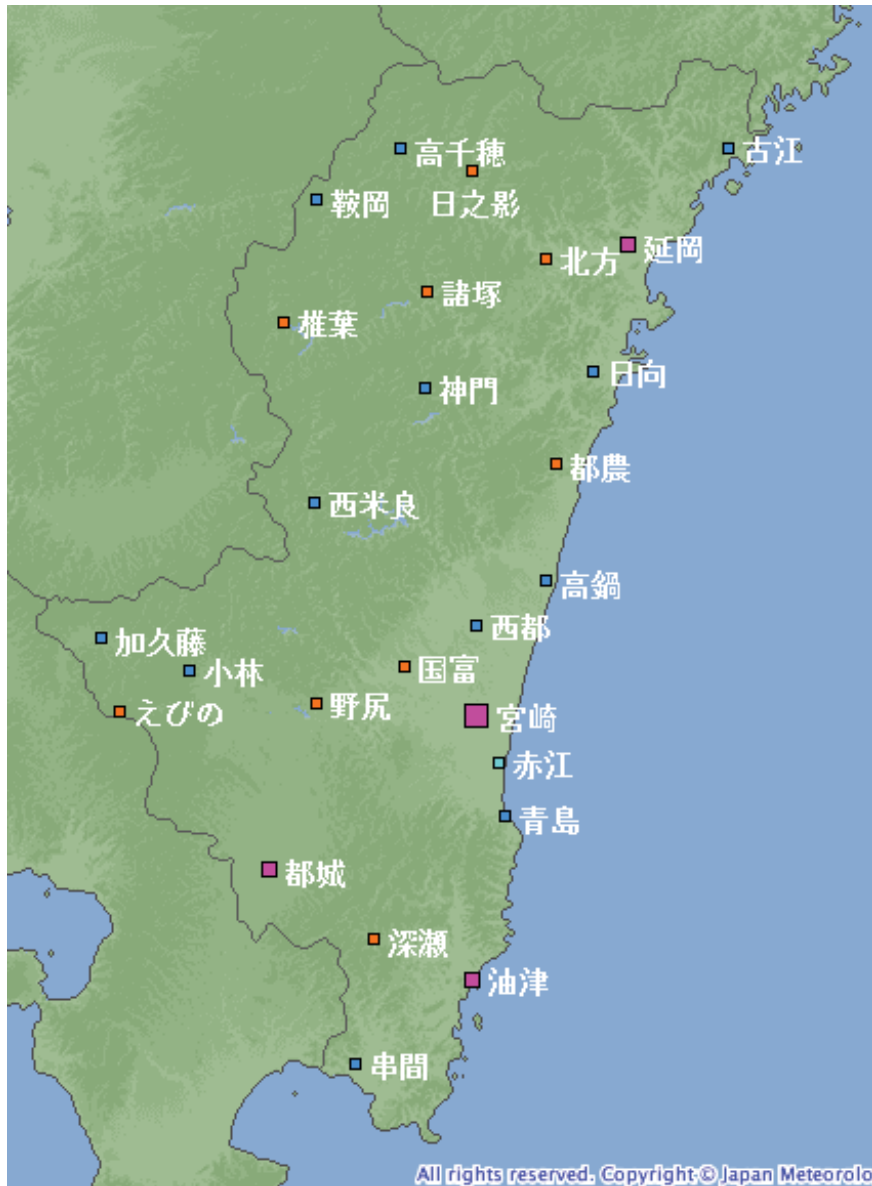 高千穂
古江
日之影
鞍岡
延岡
北方
諸塚
椎葉
日向
神門
都農
西米良
高鍋
西都
加久藤
小林
国富
えびの
野尻
宮崎
赤江
青島
都城
深瀬
油津
串間
All rights reserved. Copyright © Japan Meteorolo